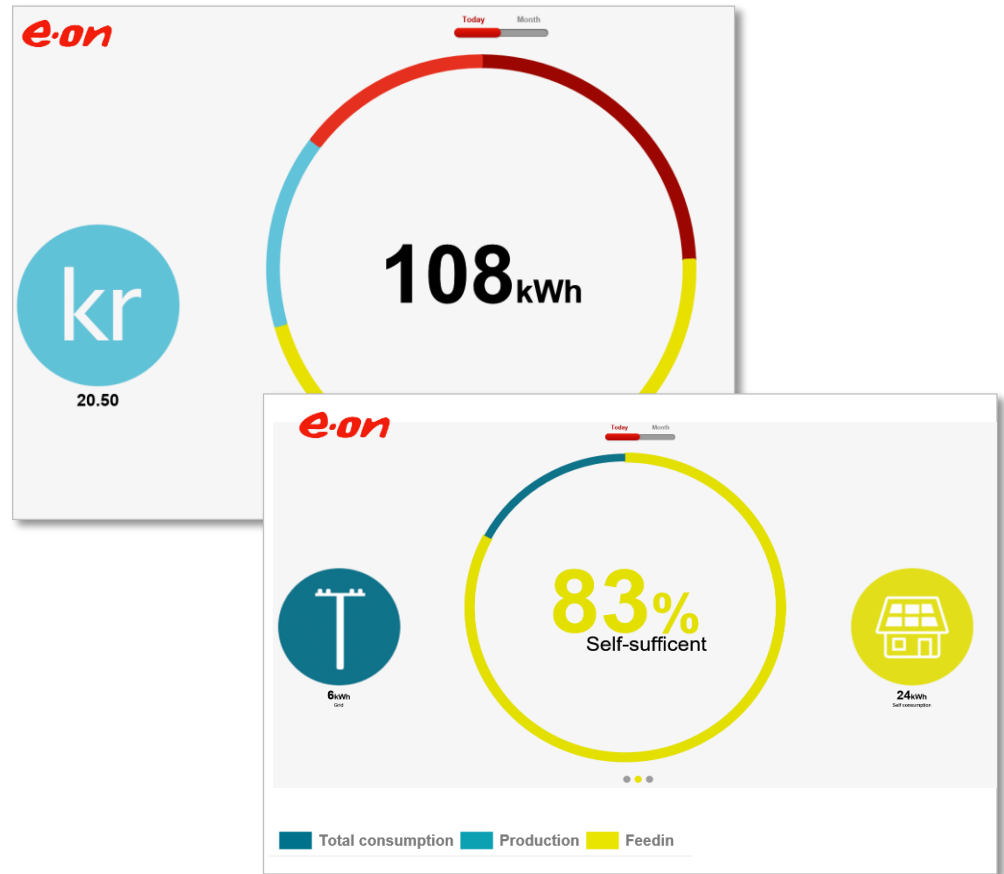 e·on
Today Month
108kWh
kr
20.50
e·on
Today Month
83%
Self-sufficent
6kWh
Grid
24kWh
Self consumption
Total consumption Production Feedin